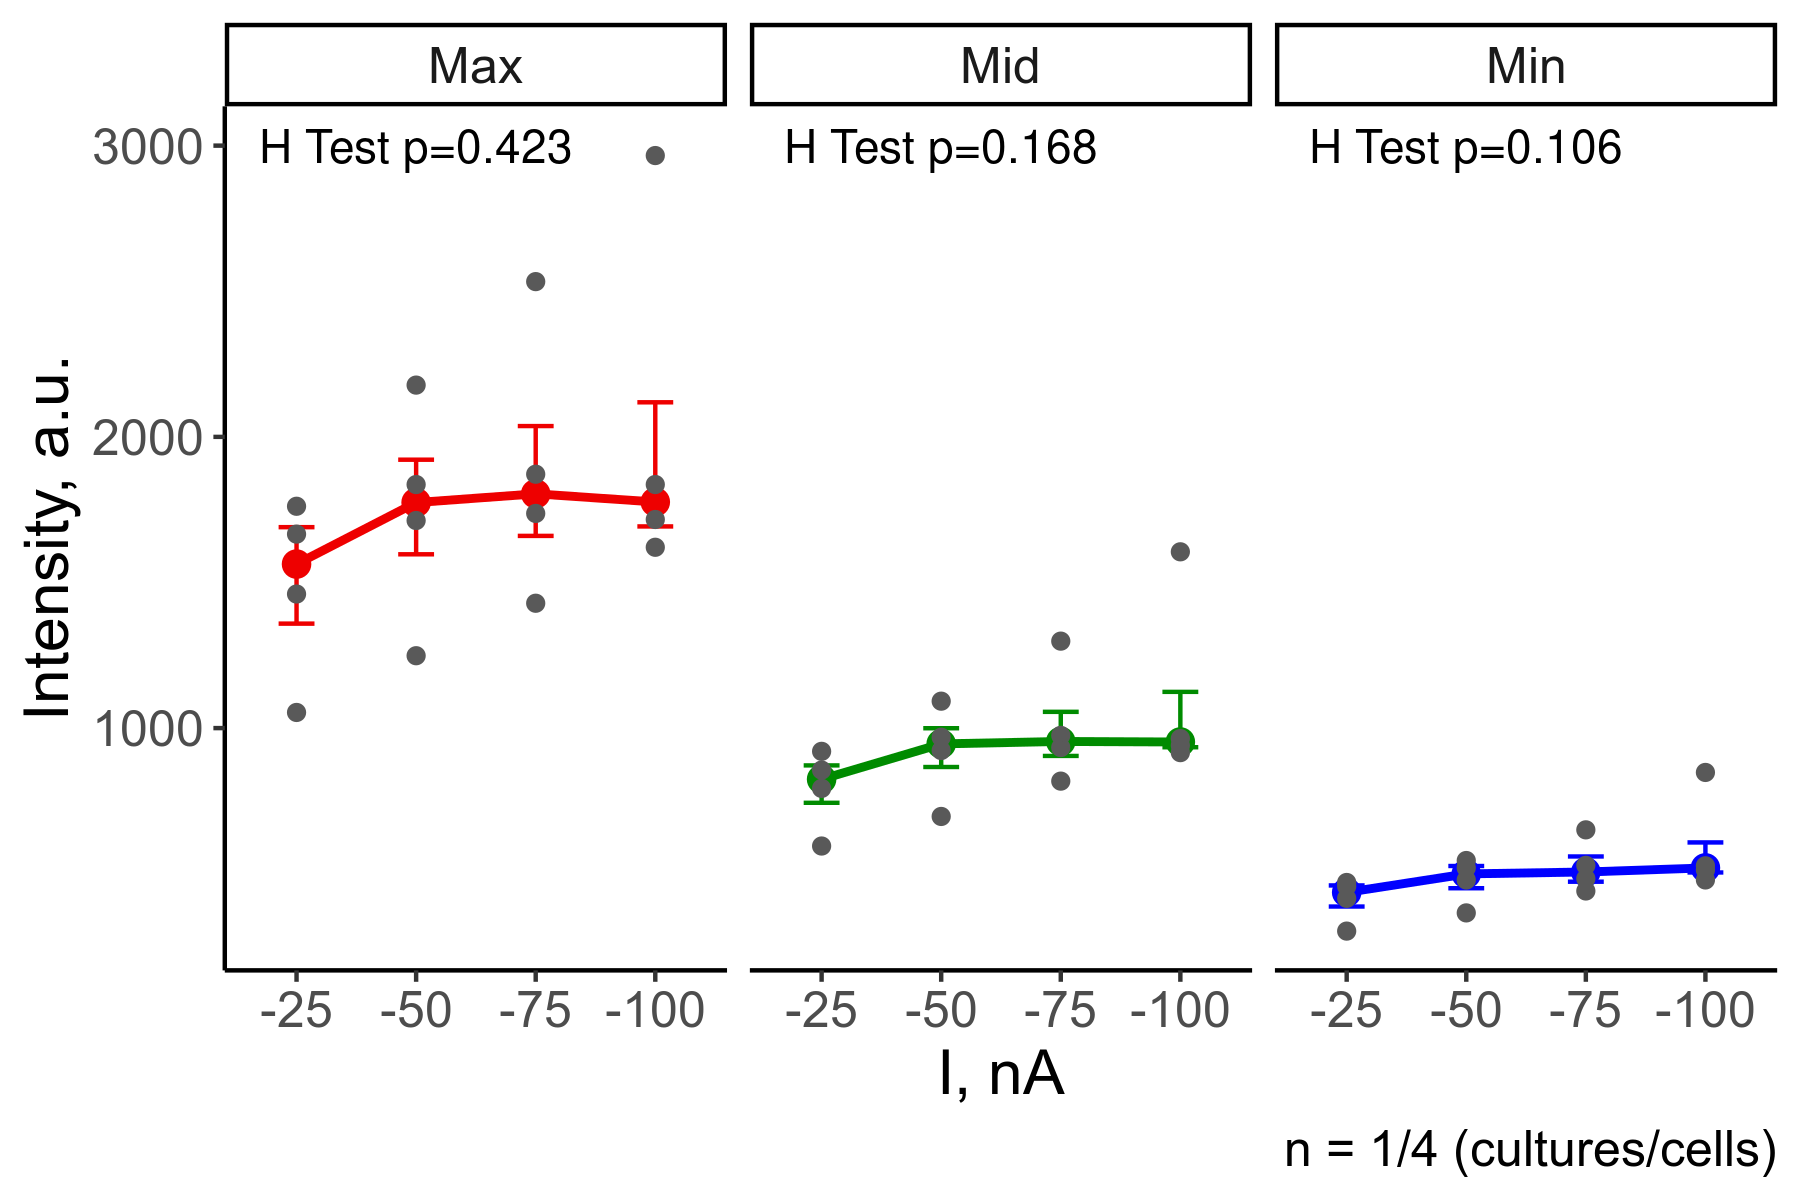 Max Mid Min
H Test p=0.423 H Test p=0.168 H Test p=0.106
3000
2000
1000
Intensity, a.u.
-25 -50 -75 -100 -25 -50 -75 -100 -25 -50 -75 -100
I, nA
n = 1/4 (cultures/cells)